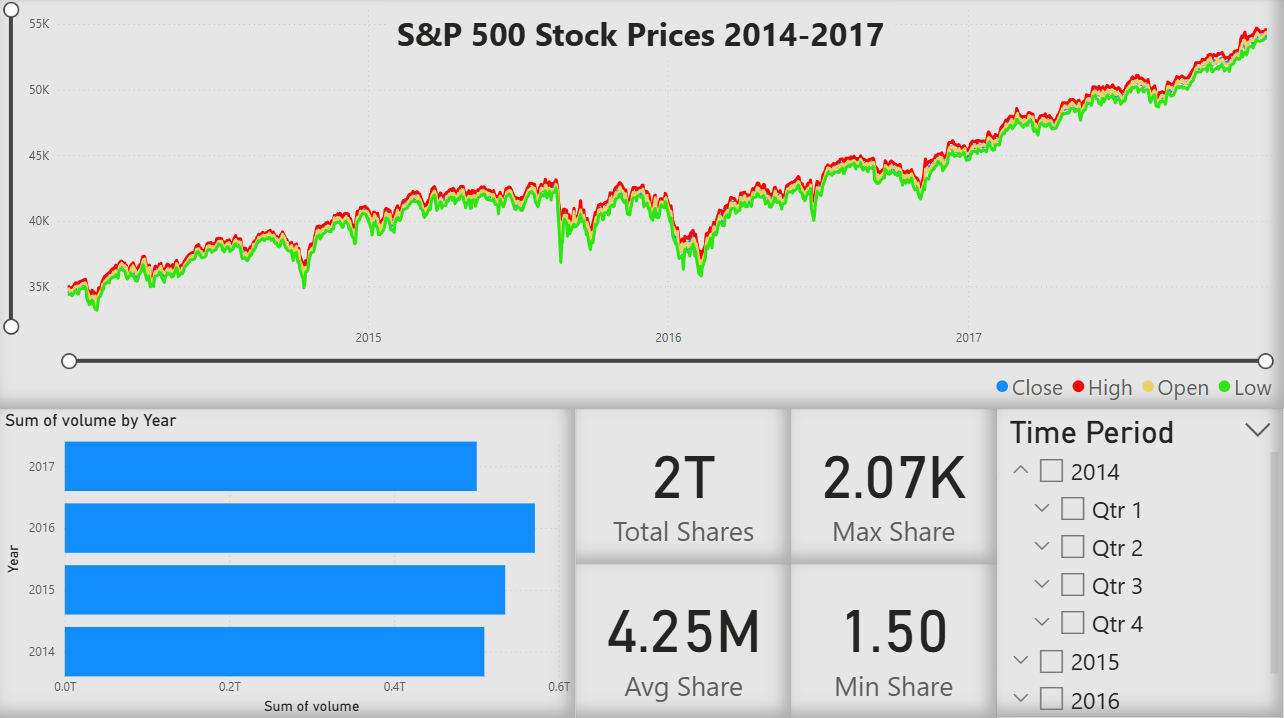 S&P 500 Stock Prices 2014-2017
55K
50K
45K
40K
35K
2015 2016 2017
Close High Open Low
Sum of volume by Year
Year
2017
2016
2015
2014
0.0T 0.2T 0.4T 0.6T
Sum of volume
2T
Total Shares
2.07K
Max Share
4.25M
Avg Share
1.50
Min Share
Time Period
2014
Qtr 1
Qtr 2
Qtr 3
Qtr 4
2015
2016